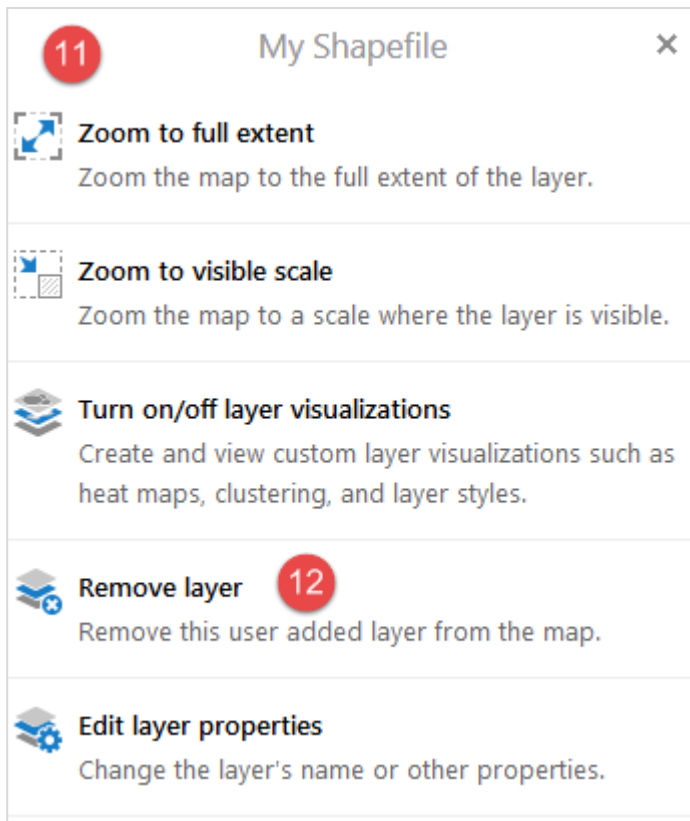 11
My Shapefile
Zoom to full extent
Zoom the map to the full extent of the layer.
Zoom to visible scale
Zoom the map to a scale where the layer is visible.
Turn on/off layer visualizations
Create and view custom layer visualizations such as
heat maps, clustering, and layer styles.
Remove layer 12
Remove this user added layer from the map.
Edit layer properties
Change the layer's name or other properties.